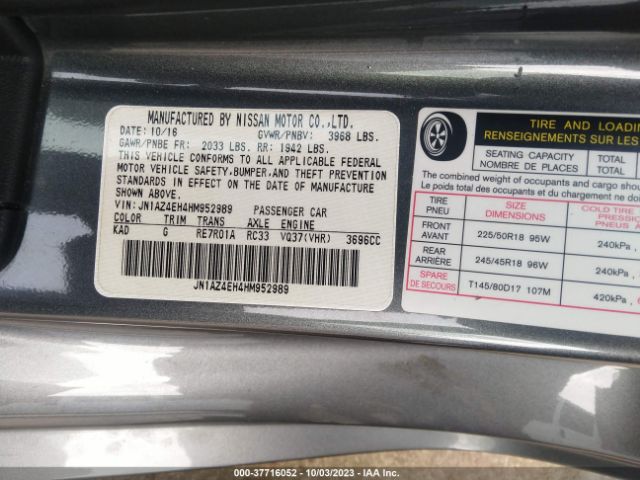 MANUFACTURED BY NISSAN MOTOR CO.,LTD.
DATE: 10/16 GVWR/PNBV: 3968 LBS.
GAWR/PNBE FR: 2033 LBS. RR: 1942 LBS.
THIS VEHICLE CONFORMS TO ALL APPLICABLE FEDERAL
MOTOR VEHICLE SAFETY, BUMPER, AND THEFT PREVENTION
STANDARDS IN EFFECT ON THE DATE OF MANUFACTURE
SHOWN ABOVE.
VIN: JN1AZ4EH4HM952989 PASSENGER CAR
COLOR TRIM TRANS AXLE ENGINE
KAD G RE7R01A RC33 VQ37(VHR) 3696CC
JN1AZ4EH4HM952989
TIRE AND LOADI
RENSEIGNEMENTS SUR LES
SEATING CAPACITY TOTAL
NOMBRE DE PLACES TOTAL
The combined weight of occupants and cargo shou
Le poids total des occupants et du chargement
TIRE SIZE COLD TIRE
PNEU DIMENSIONS PRESSION
FRONT
AVANT 225/50R18 95W 240kPa,
REAR
ARRIÈRE 245/45R18 96W 240kPa,
SPARE
DE SECOURS T145/80D17 107M 420kPa,
000-37716052 - 10/03/2023 - IAA Inc.